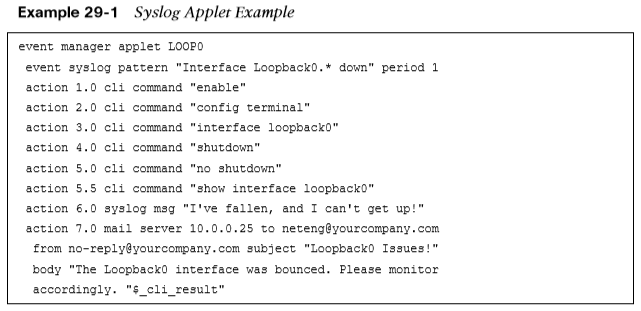 Example 29-1 Syslog Applet Example
event manager applet LOOP0
event syslog pattern "Interface Loopback0.* down" period 1
action 1.0 cli command "enable"
action 2.0 cli command "config terminal"
action 3.0 cli command "interface loopback0"
action 4.0 cli command "shutdown"
action 5.0 cli command "no shutdown"
action 5.5 cli command "show interface loopback0"
action 6.0 syslog msg "I've fallen, and I can't get up!"
action 7.0 mail server 10.0.0.25 to neteng@yourcompany.com
from no-reply@yourcompany.com subject "Loopback0 Issues!"
body "The Loopback0 interface was bounced. Please monitor
accordingly. "$_cli_result"